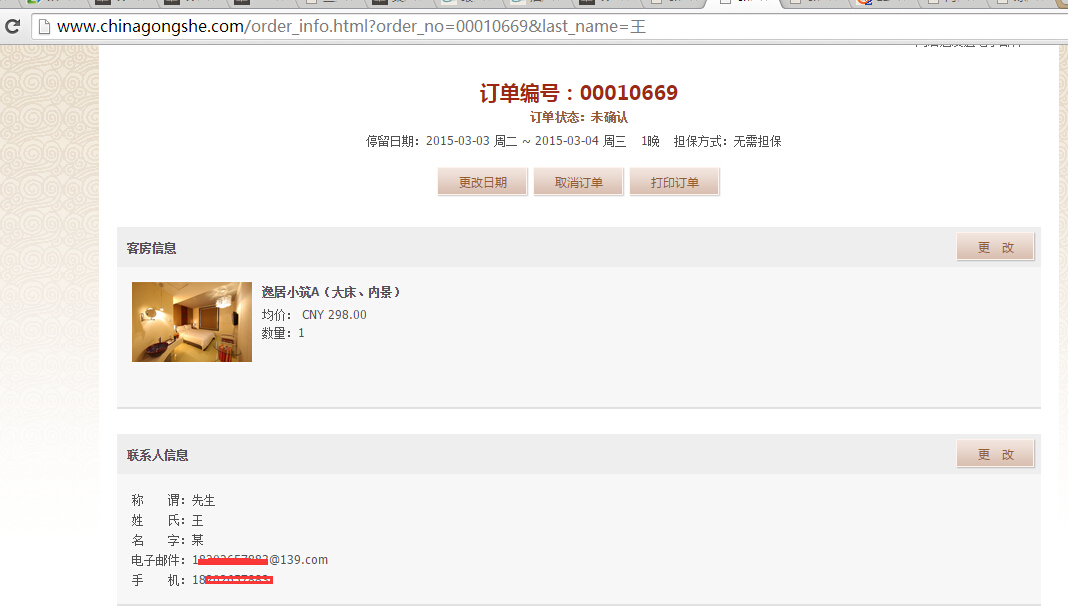 www.chinagongshe.com/order_info.html?order_no=00010669&last_name=王
订单编号：00010669
订单状态：未确认
停留日期：2015-03-03 周二 ~ 2015-03-04 周三 1晚 担保方式：无需担保
更改日期 取消订单 打印订单
客房信息
更 改
逸居小筑A（大床、内景）
均价： CNY 298.00
数量：1
联系人信息
更 改
称 谓：先生
姓 氏：王
名 字：某
电子邮件：1 @139.com
手 机：18